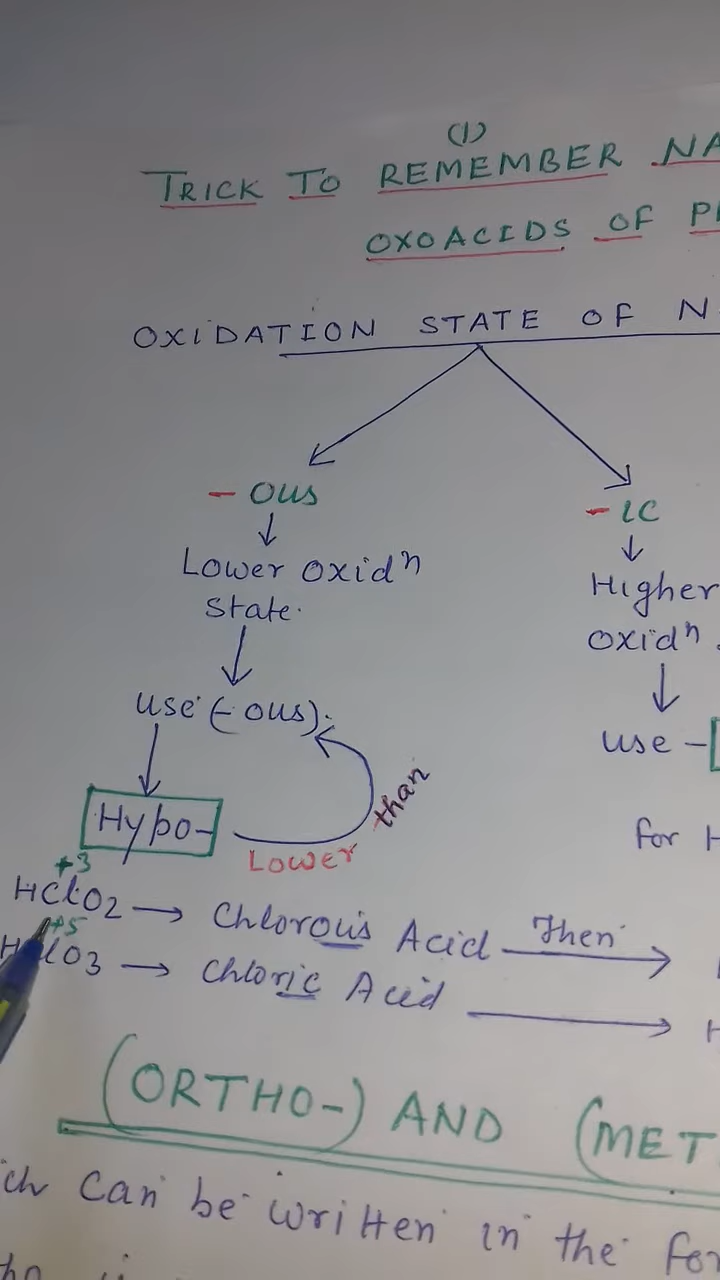 (1)
TRICK TO REMEMBER NA
OXOACIDS OF P
OXIDATION STATE OF N
- OUS
- IC
Lower Oxidⁿ
State.
Higher
Oxidⁿ.
use (-ous).
use -
Hypo-
Lower than
for H
+3
HClO2 → Chlorous Acid Then →
+5
HClO3 → Chloric Acid →
H
(ORTHO-) AND (MET
ich can be written in the for